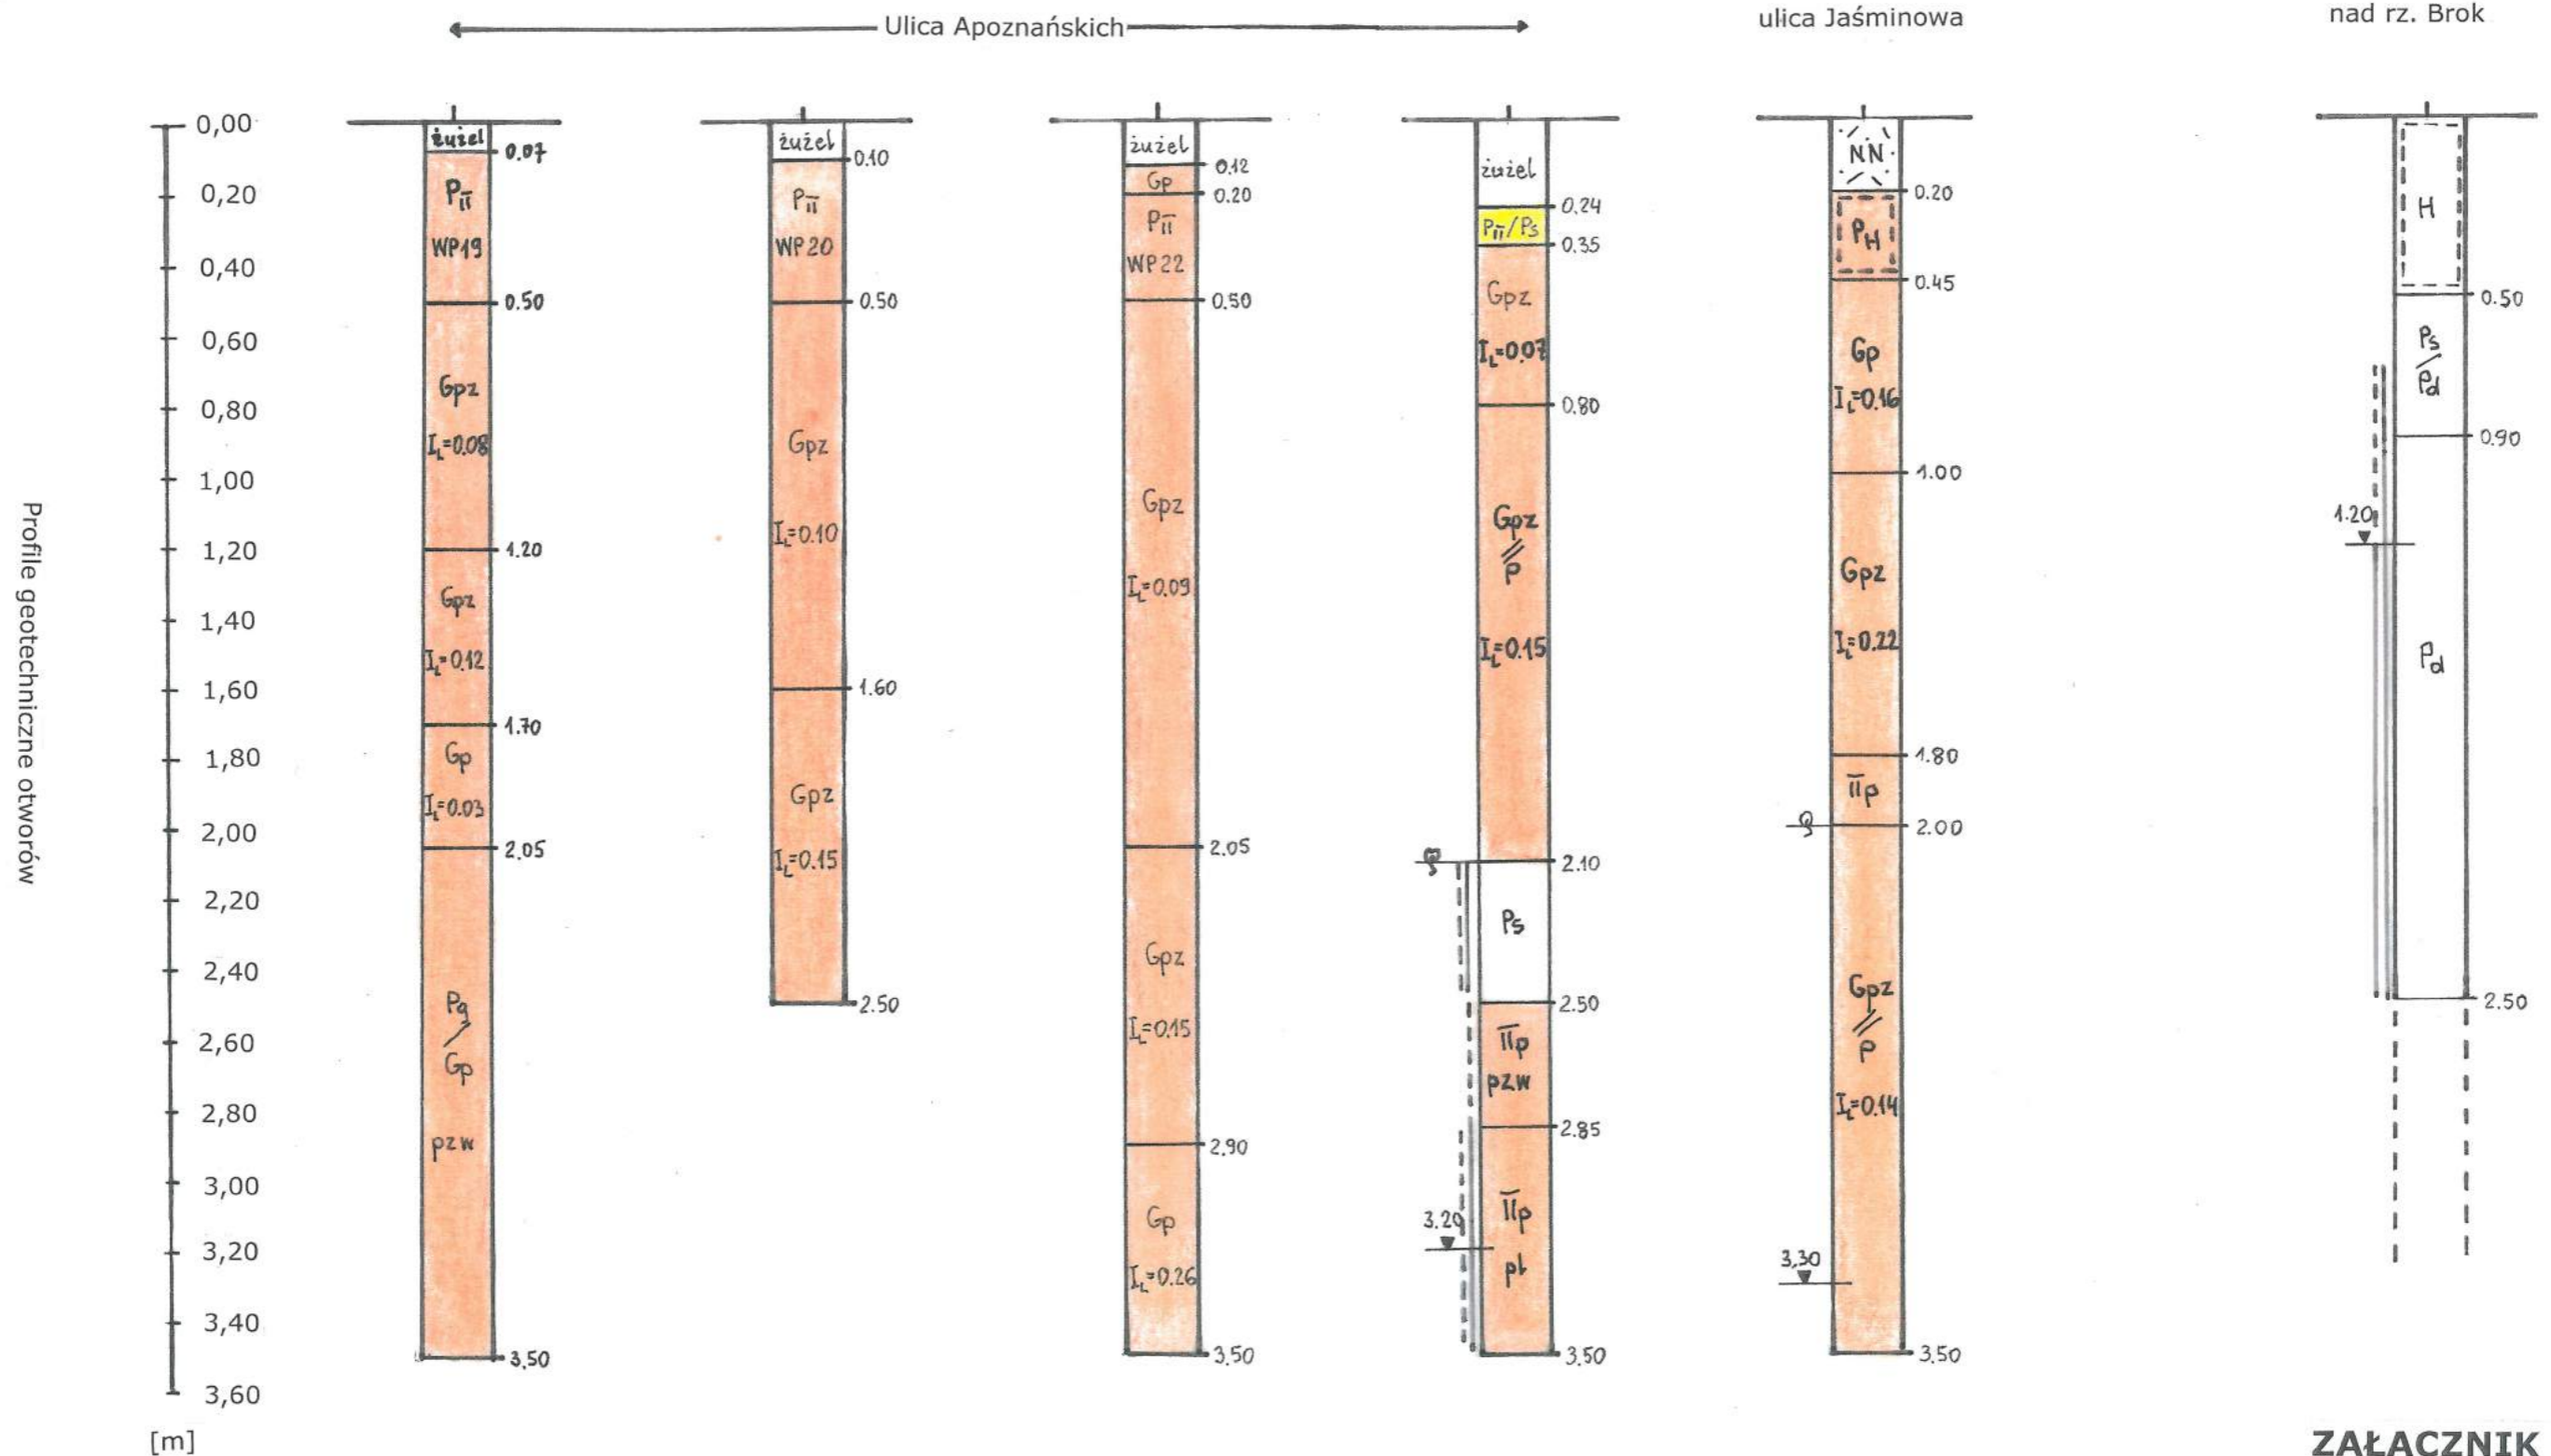 Ulica Apoznańskich
ulica Jaśminowa
nad rz. Brok
Profile geotechniczne otworów
0,00
0,20
0,40
0,60
0,80
1,00
1,20
1,40
1,60
1,80
2,00
2,20
2,40
2,60
2,80
3,00
3,20
3,40
3,60
[m]
żużel
0.07
Pπ
WP19
0.50
Gpz
IL=0.08
1.20
Gpz
IL=0.12
1.70
Gp
IL=0.03
2.05
Pg
/
Gp
pzw
3.50
żużel
0.10
Pπ
WP20
0.50
Gpz
IL=0.10
1.60
Gpz
IL=0.15
2.50
żużel
0.12
Gp
0.20
Pπ
WP22
0.50
Gpz
IL=0.09
2.05
Gpz
IL=0.15
2.90
Gp
IL=0.26
3.50
żużel
0.24
Pπ/Ps
0.35
Gpz
IL=0.07
0.80
Gpz
//
P
IL=0.15
2.10
Ps
2.50
πp
pzw
2.85
πp
3.20
pl
3.50
NN
0.20
PH
0.45
Gp
IL=0.16
1.00
Gpz
IL=0.22
1.80
πp
2.00
Gpz
//
P
IL=0.14
3,30
3.50
H
0.50
Ps
/
Pd
0.90
1.20
Pd
2.50
ZAŁĄCZNIK